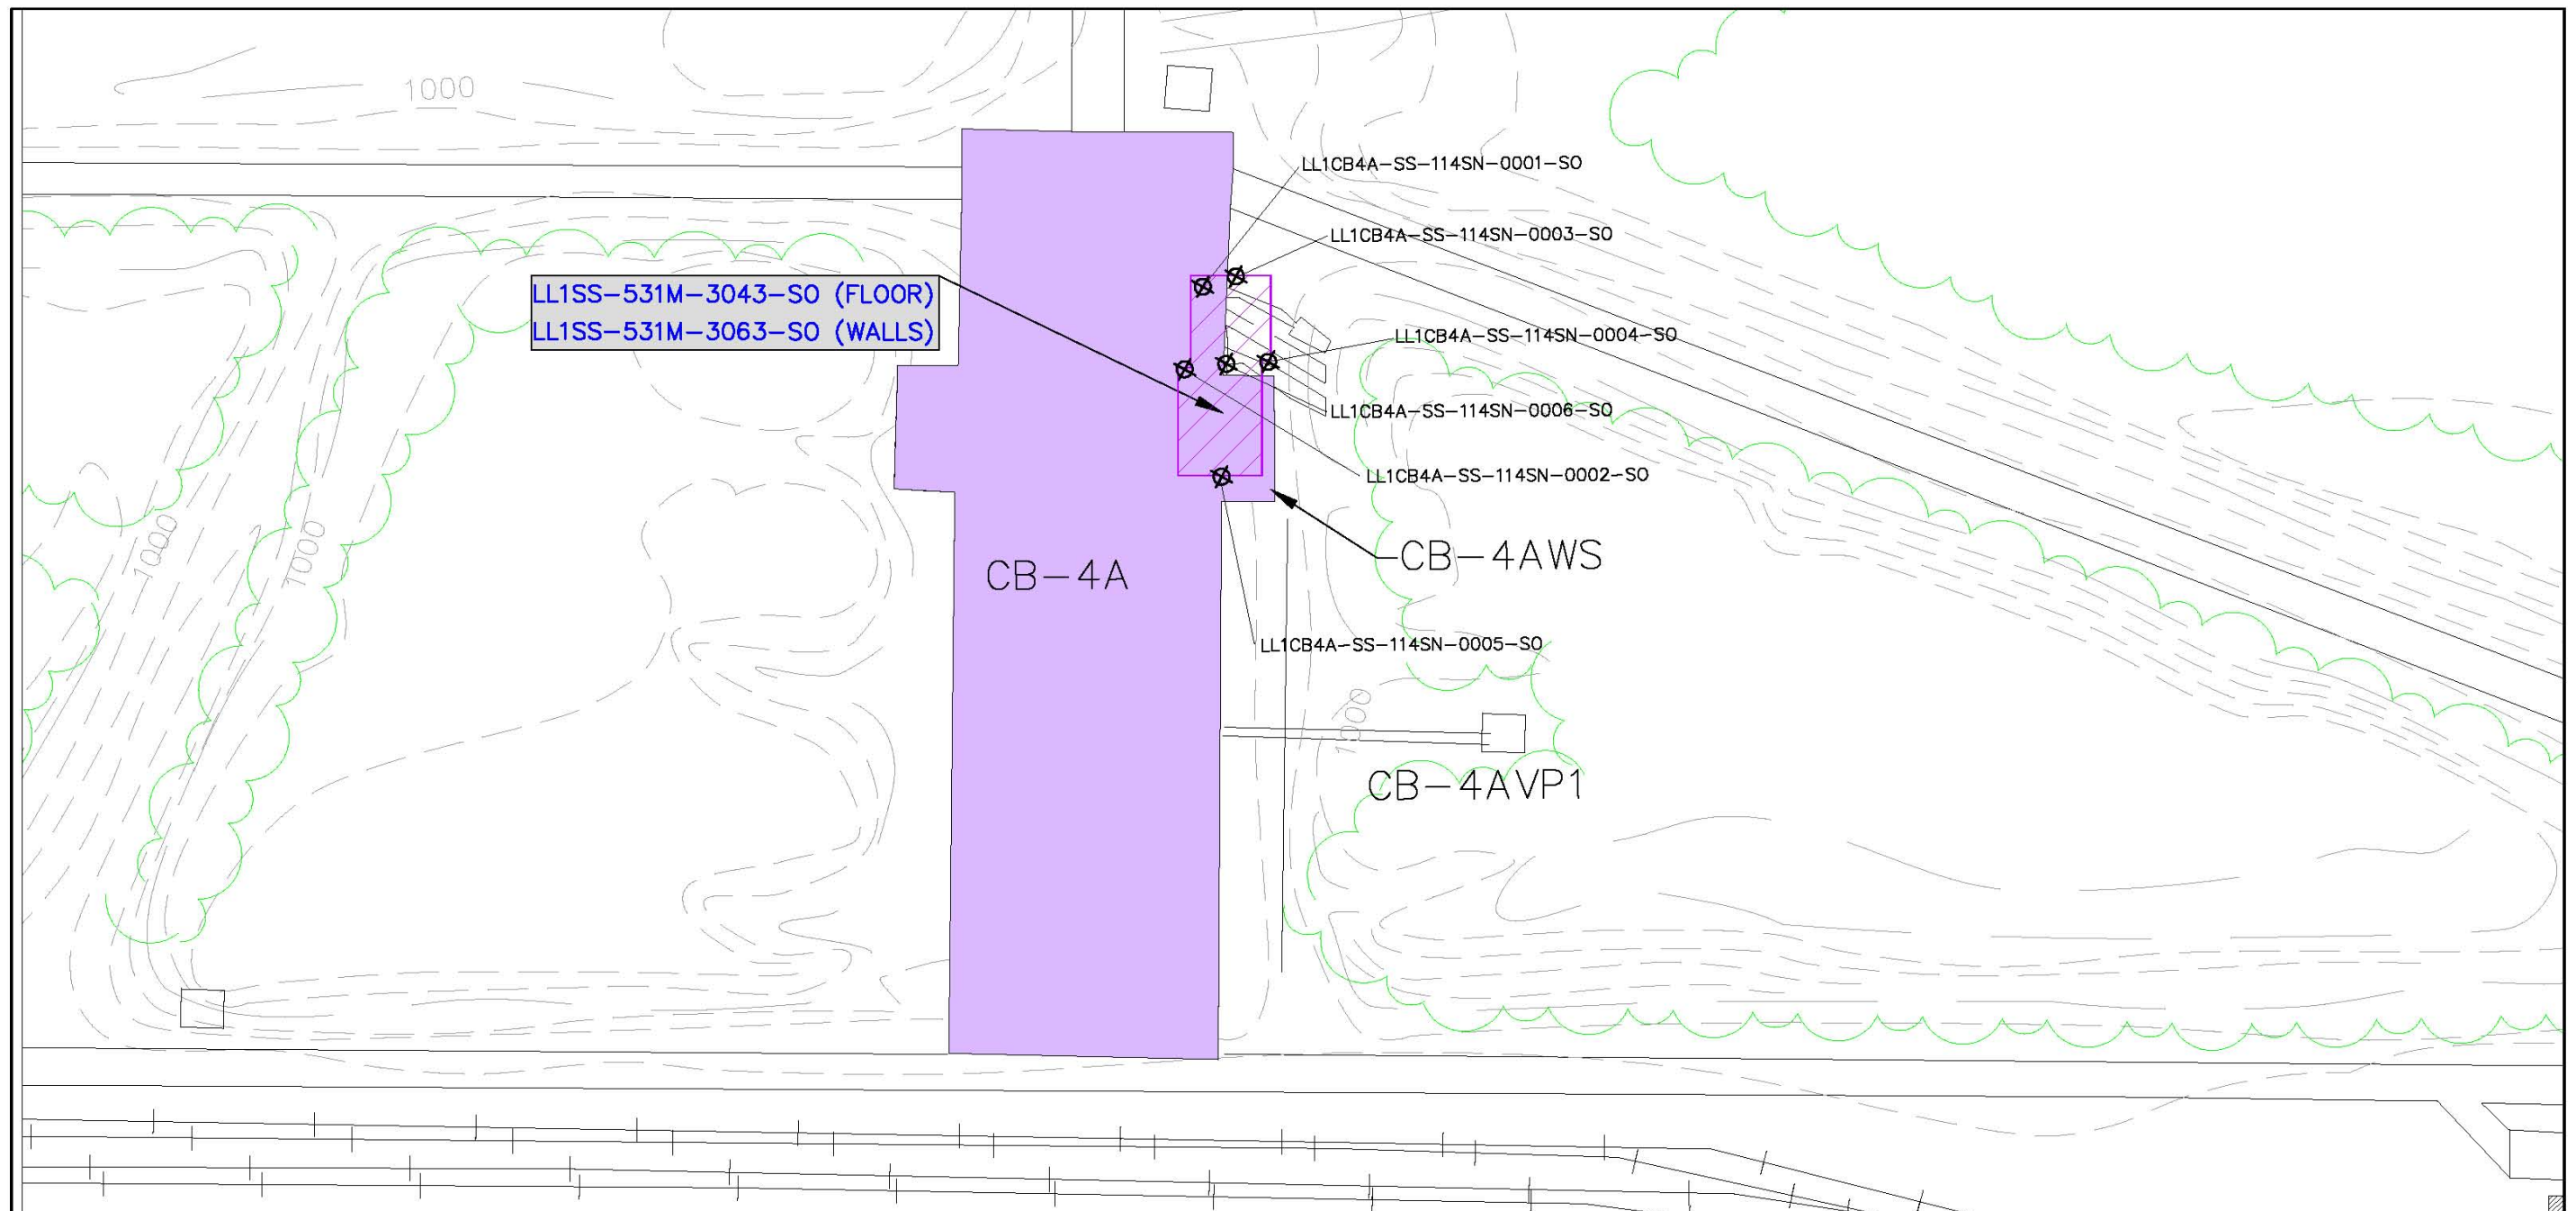 1000
LL1CB4A-SS-114SN-0001-SO
LL1CB4A-SS-114SN-0003-SO
LL1SS-531M-3043-SO (FLOOR)
LL1SS-531M-3063-SO (WALLS)
LL1CB4A-SS-114SN-0004-SO
LL1CB4A-SS-114SN-0006-SO
LL1CB4A-SS-114SN-0002-SO
1000
1000
CB-4AWS
CB-4A
LL1CB4A-SS-114SN-0005-SO
1000
CB-4AVP1